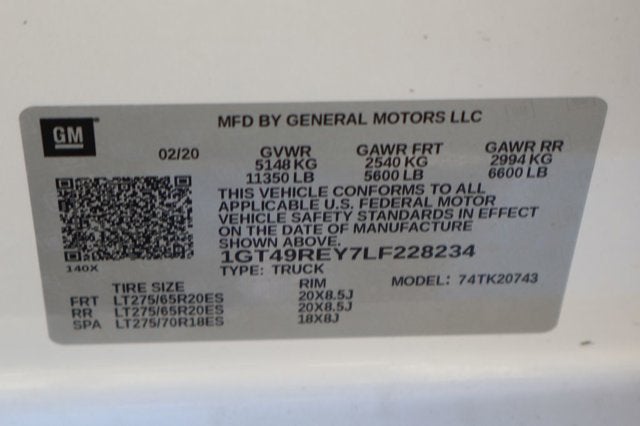 GM
MFD BY GENERAL MOTORS LLC
02/20 GVWR GAWR FRT GAWR RR
5148 KG 2540 KG 2994 KG
11350 LB 5600 LB 6600 LB
THIS VEHICLE CONFORMS TO ALL
APPLICABLE U.S. FEDERAL MOTOR
VEHICLE SAFETY STANDARDS IN EFFECT
ON THE DATE OF MANUFACTURE
SHOWN ABOVE.
1GT49REY7LF228234
140X TYPE: TRUCK MODEL: 74TK20743
TIRE SIZE RIM
FRT LT275/65R20ES 20X8.5J
RR LT275/65R20ES 20X8.5J
SPA LT275/70R18ES 18X8J